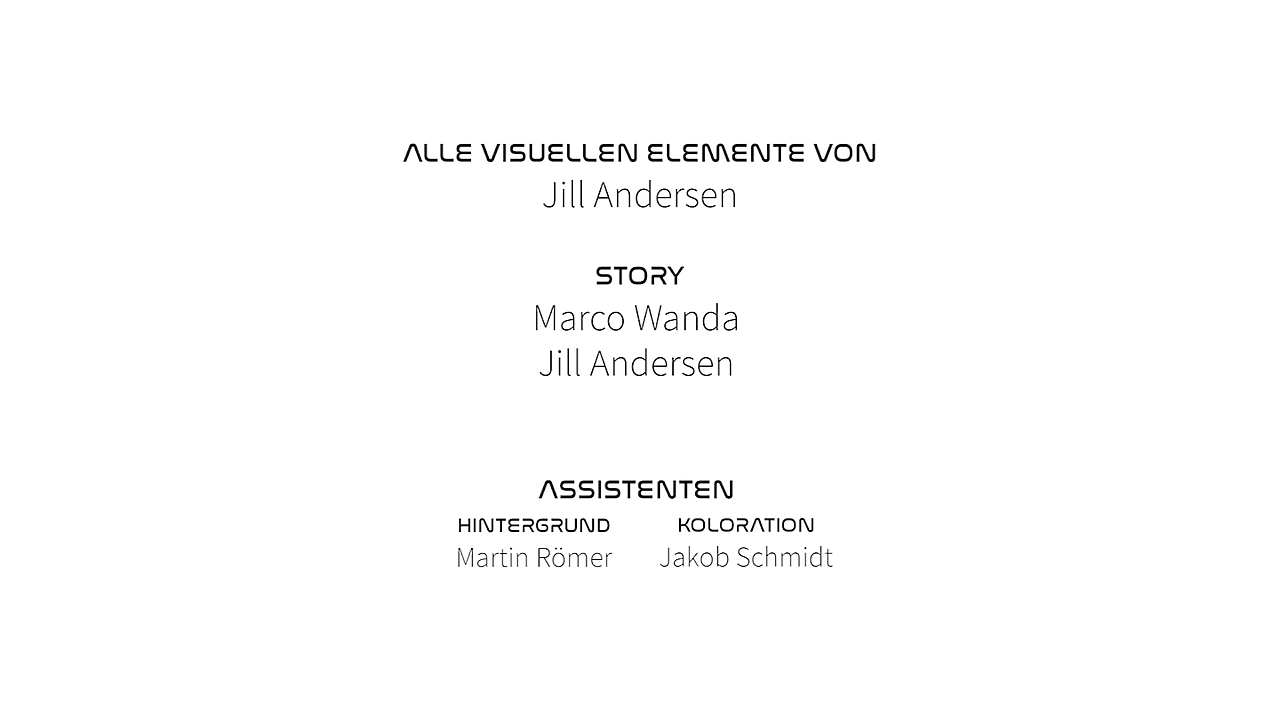 ALLE VISUELLEN ELEMENTE VON
Jill Andersen
STORY
Marco Wanda
Jill Andersen
ASSISTENTEN
HINTERGRUND KOLORATION
Martin Römer Jakob Schmidt